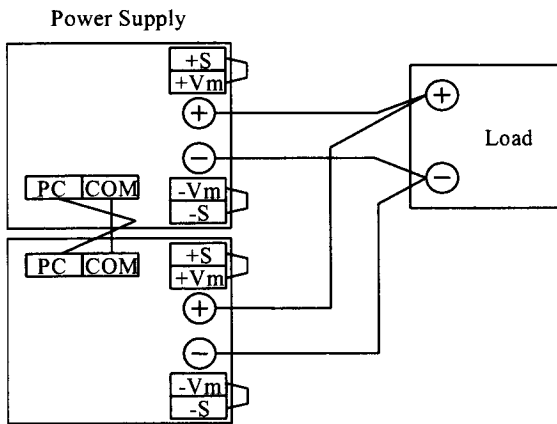 Power Supply
+S
+Vm
+
−
-Vm
-S
PC COM
PC COM
+S
+Vm
+
−
-Vm
-S
+
Load
−